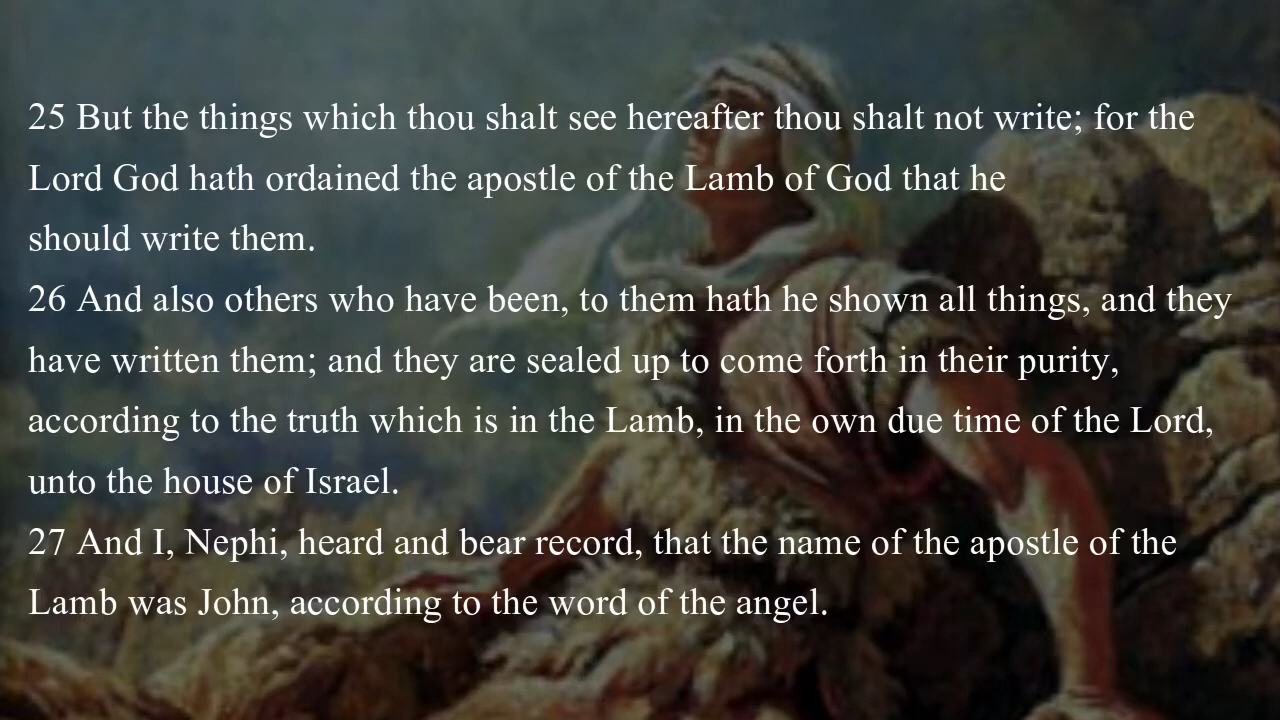 25 But the things which thou shalt see hereafter thou shalt not write; for the
Lord God hath ordained the apostle of the Lamb of God that he
should write them.
26 And also others who have been, to them hath he shown all things, and they
have written them; and they are sealed up to come forth in their purity,
according to the truth which is in the Lamb, in the own due time of the Lord,
unto the house of Israel.
27 And I, Nephi, heard and bear record, that the name of the apostle of the
Lamb was John, according to the word of the angel.